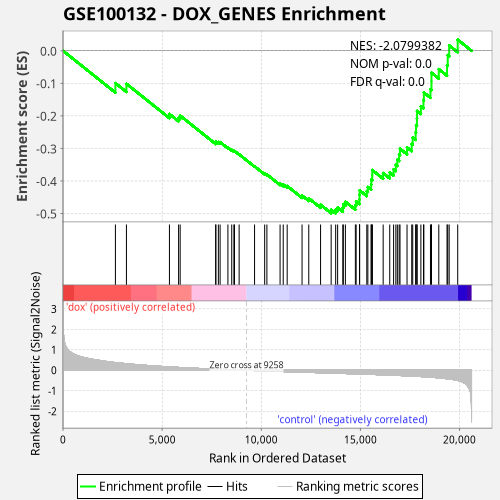 GSE100132 - DOX_GENES Enrichment
Enrichment score (ES)
0.0
-0.1
-0.2
-0.3
-0.4
-0.5
NES: -2.0799382
NOM p-val: 0.0
FDR q-val: 0.0
Ranked list metric (Signal2Noise)
3
2
1
0
-1
-2
'dox' (positively correlated)
Zero cross at 9258
'control' (negatively correlated)
0
5,000
10,000
15,000
20,000
Rank in Ordered Dataset
Enrichment profile
Hits
Ranking metric scores